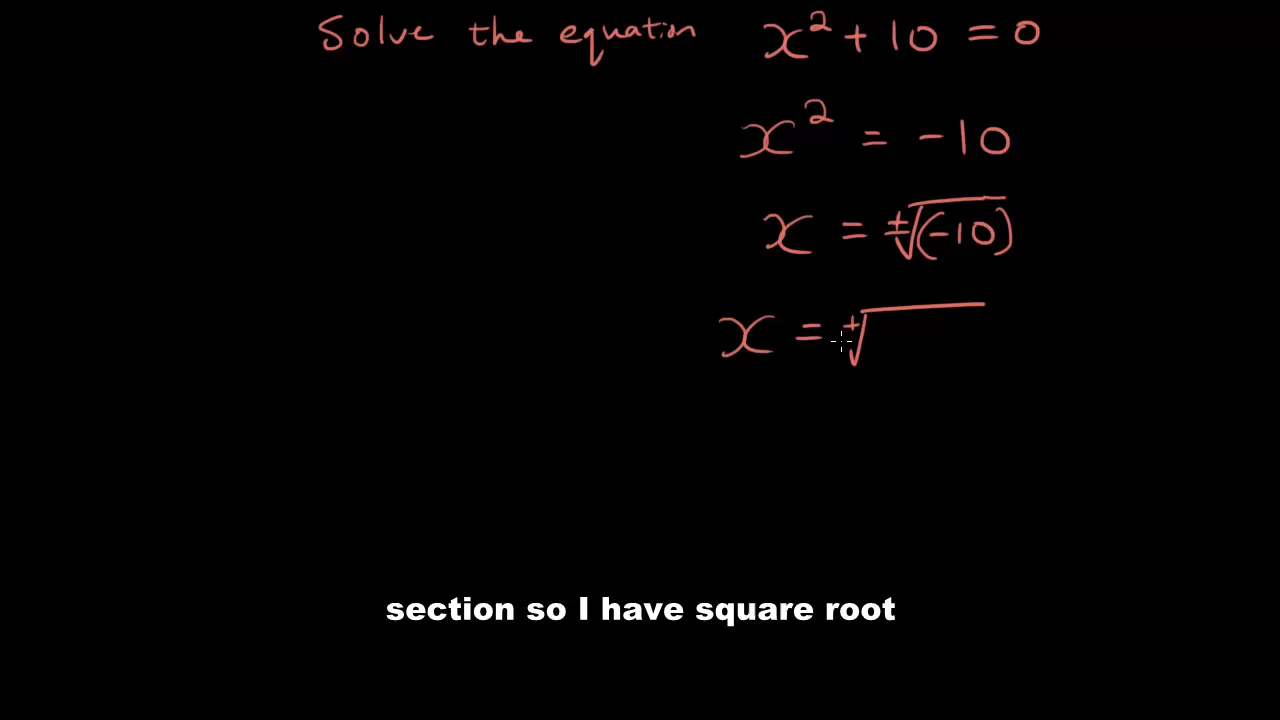 Solve the equation x² + 10 = 0
x² = -10
x = ±√(-10)
x = ±√
section so I have square root